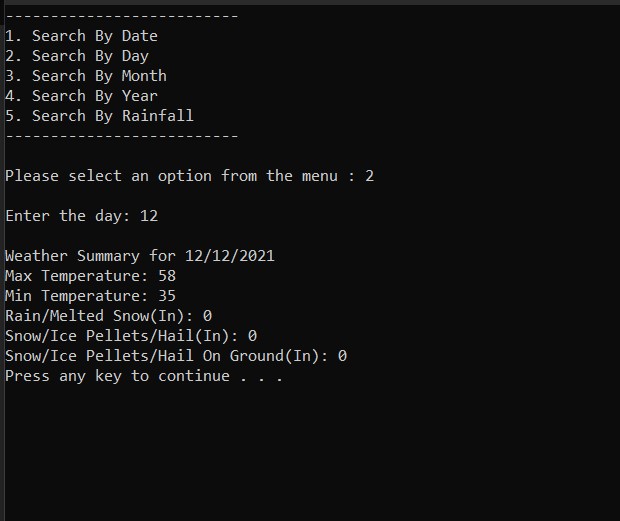 --------------------------
1. Search By Date
2. Search By Day
3. Search By Month
4. Search By Year
5. Search By Rainfall
--------------------------
Please select an option from the menu : 2
Enter the day: 12
Weather Summary for 12/12/2021
Max Temperature: 58
Min Temperature: 35
Rain/Melted Snow(In): 0
Snow/Ice Pellets/Hail(In): 0
Snow/Ice Pellets/Hail On Ground(In): 0
Press any key to continue . . .